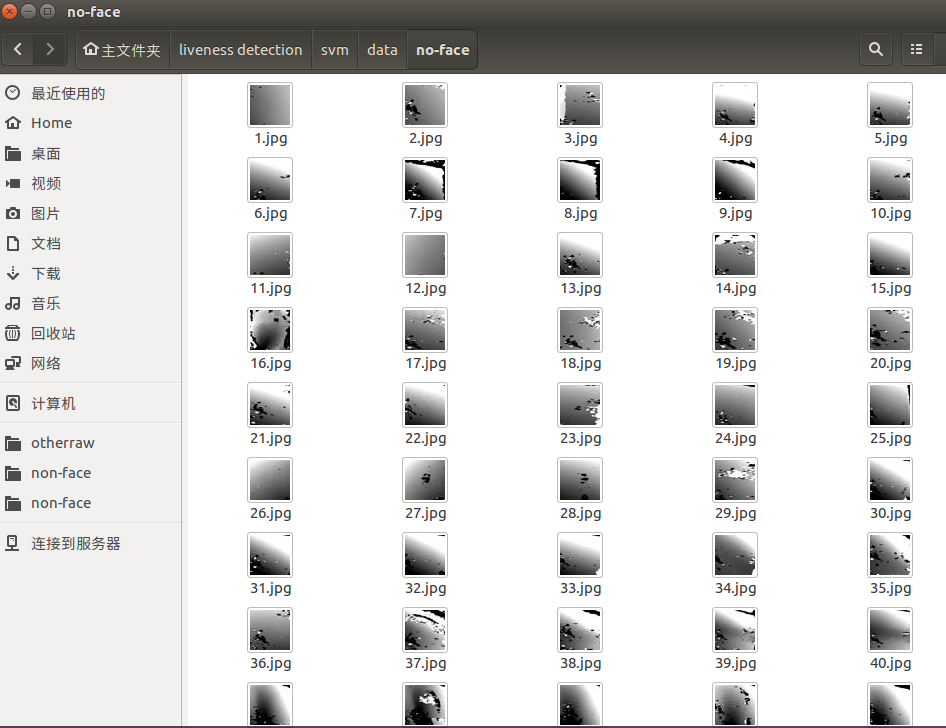 no-face
主文件夹 liveness detection svm data no-face
最近使用的
Home
桌面
视频
图片
文档
下载
音乐
回收站
网络
计算机
otherraw
non-face
non-face
连接到服务器
1.jpg 2.jpg 3.jpg 4.jpg 5.jpg
6.jpg 7.jpg 8.jpg 9.jpg 10.jpg
11.jpg 12.jpg 13.jpg 14.jpg 15.jpg
16.jpg 17.jpg 18.jpg 19.jpg 20.jpg
21.jpg 22.jpg 23.jpg 24.jpg 25.jpg
26.jpg 27.jpg 28.jpg 29.jpg 30.jpg
31.jpg 32.jpg 33.jpg 34.jpg 35.jpg
36.jpg 37.jpg 38.jpg 39.jpg 40.jpg